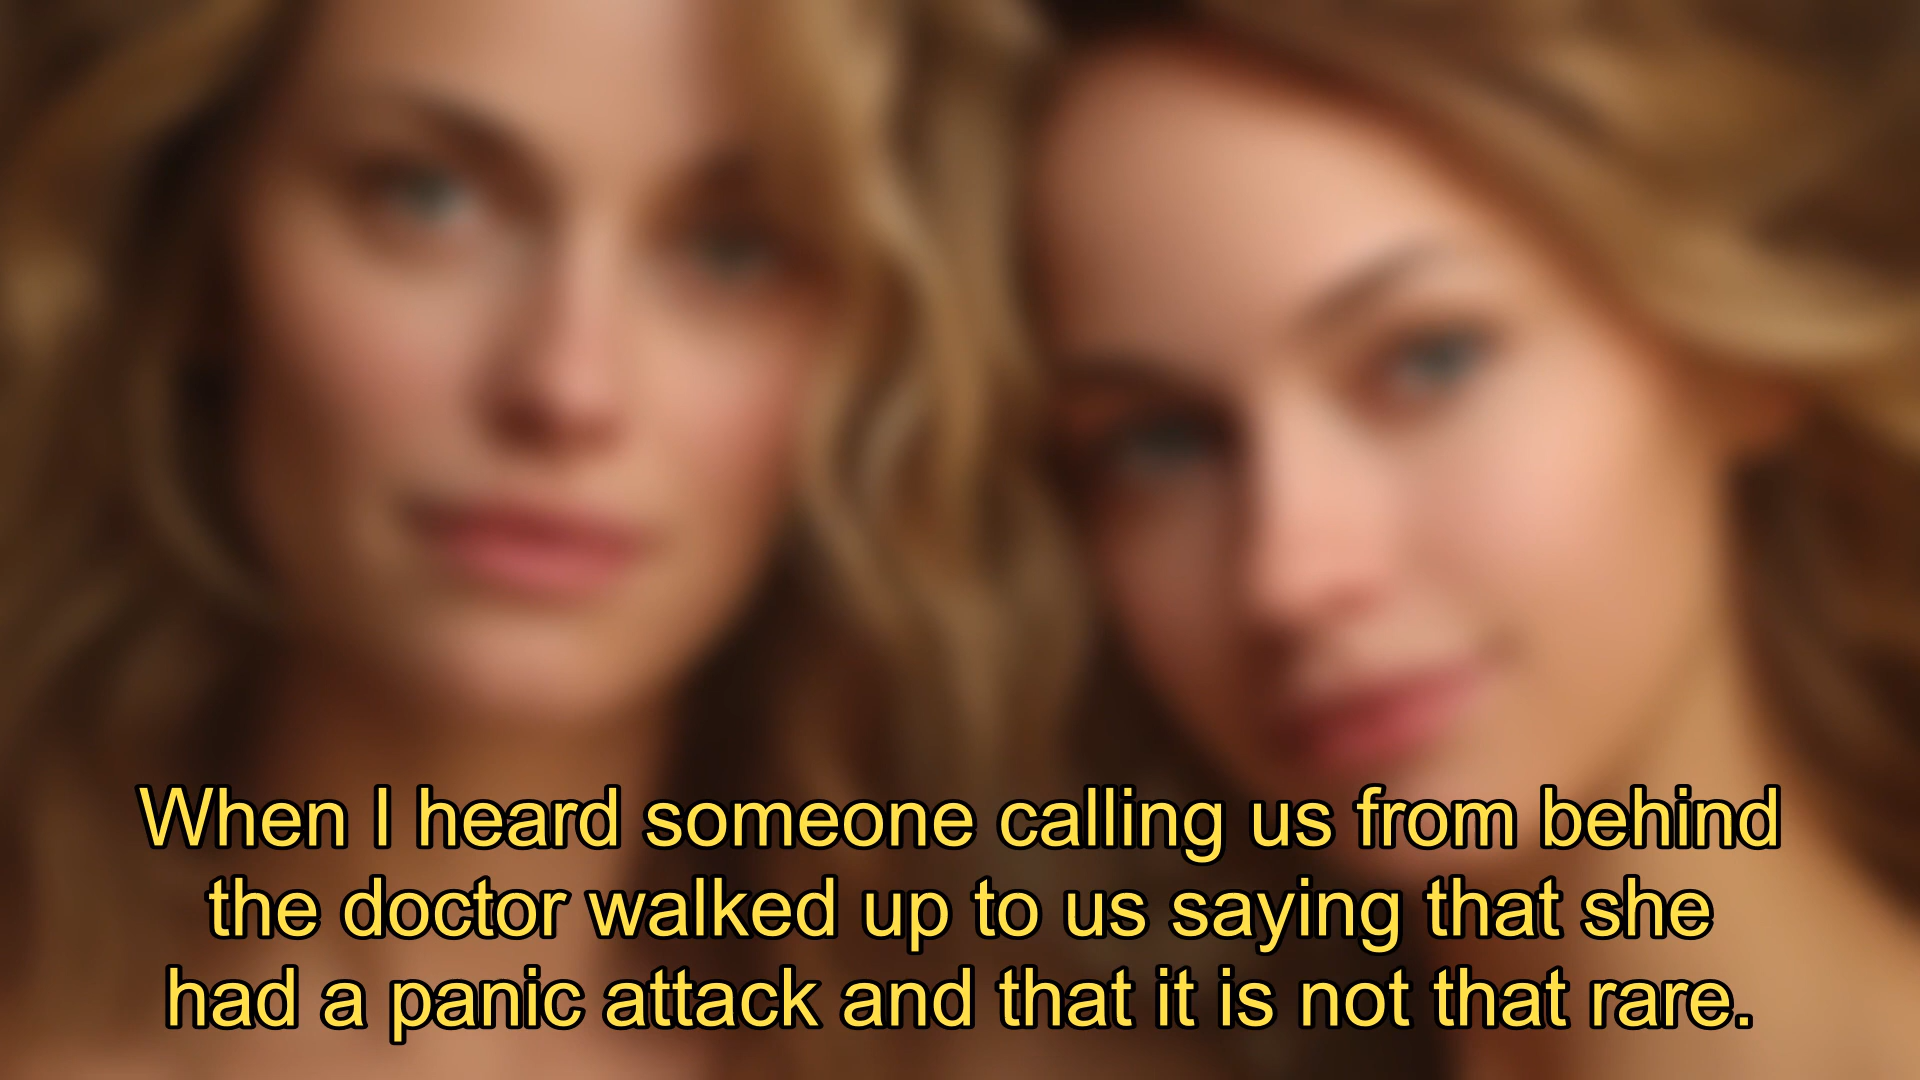 When I heard someone calling us from behind
the doctor walked up to us saying that she
had a panic attack and that it is not that rare.